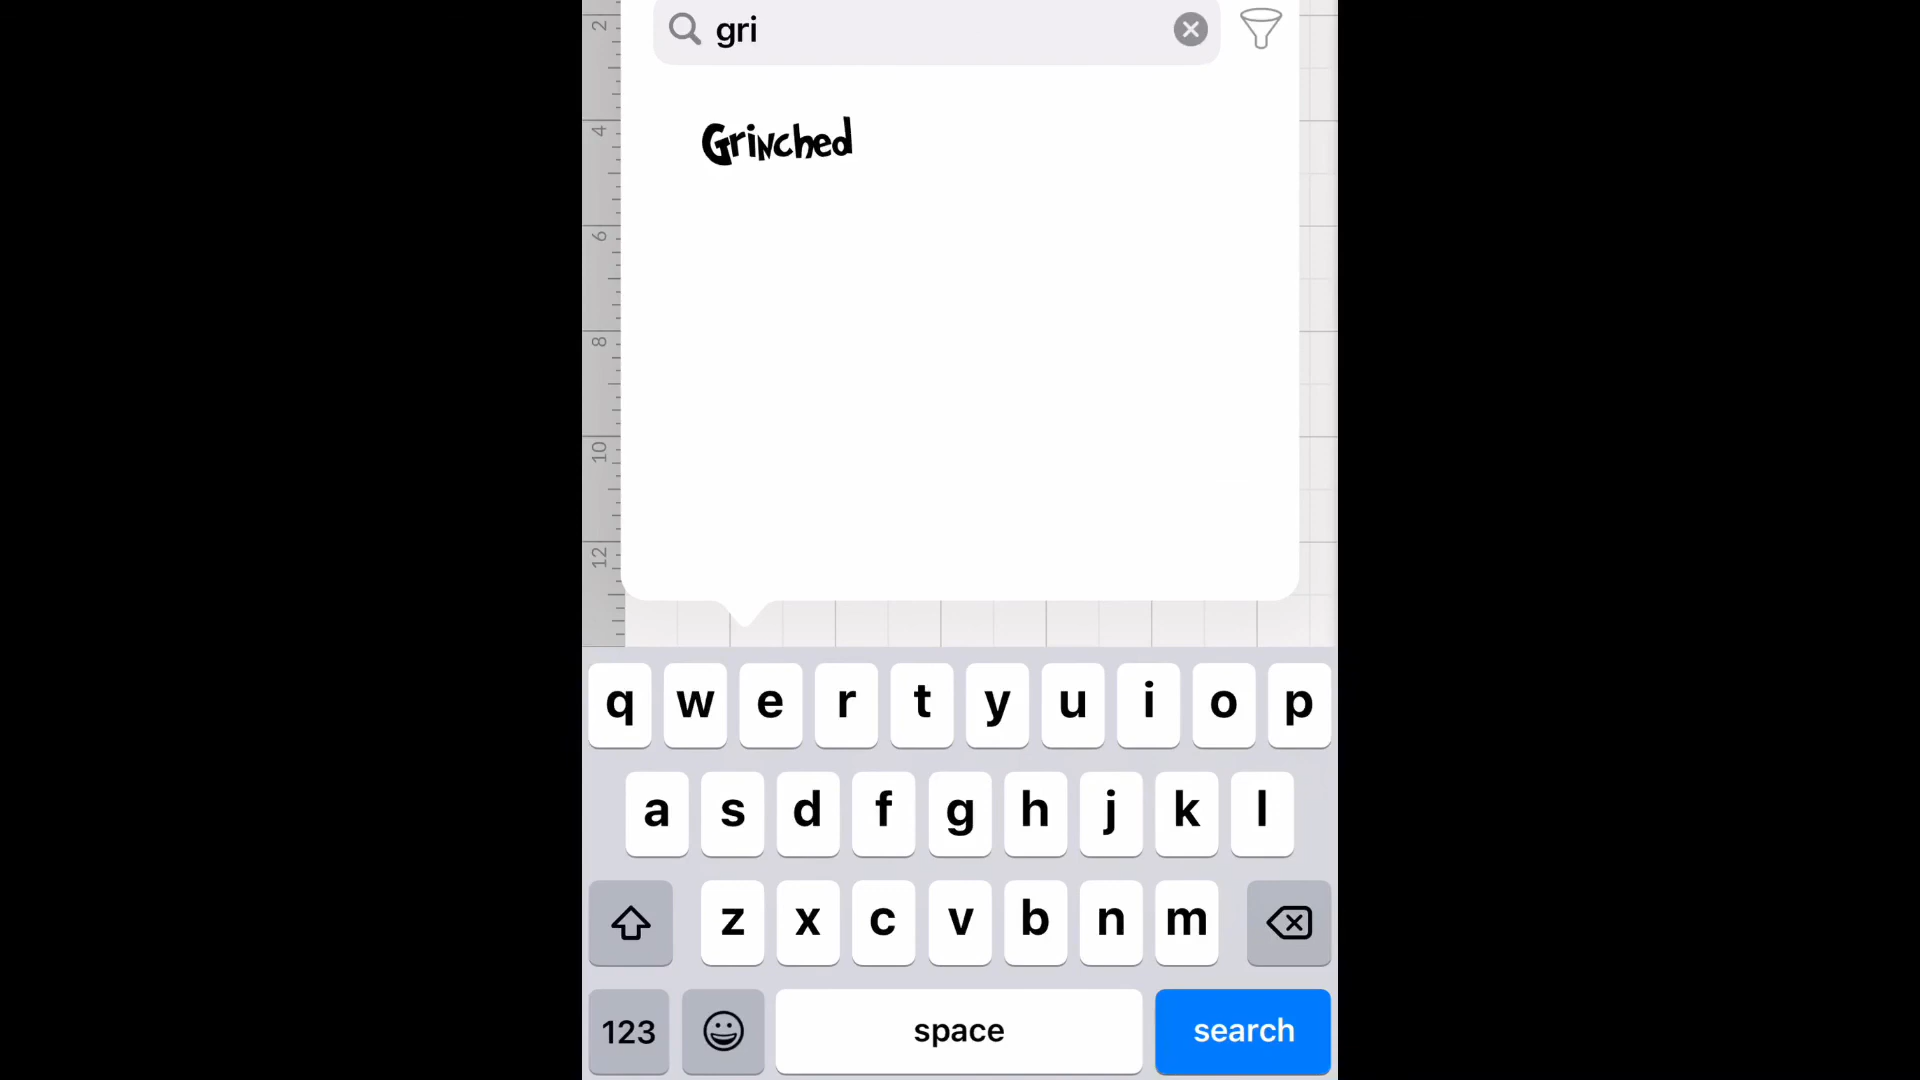 2
gri
4
Grinched
6
8
10
12
q w e r t y u i o p
a s d f g h j k l
z x c v b n m
123 space search